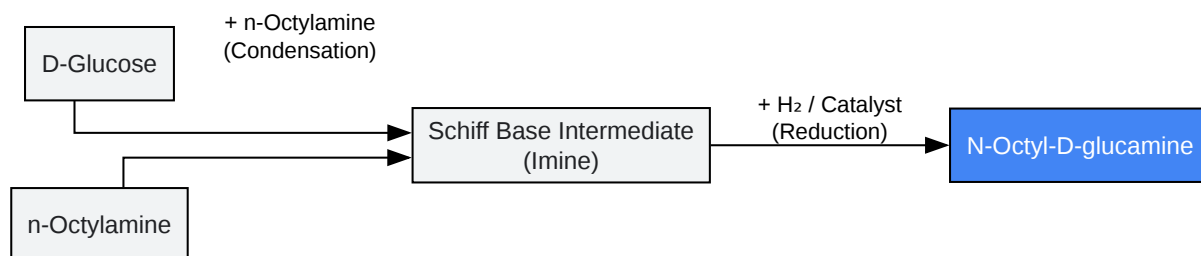 + n-Octylamine
(Condensation)
D-Glucose
n-Octylamine
Schiff Base Intermediate
(Imine)
+ H₂ / Catalyst
(Reduction)
N-Octyl-D-glucamine